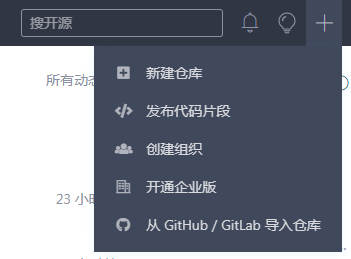 搜开源
所有动态
新建仓库
发布代码片段
创建组织
23 小时
开通企业版
从 GitHub / GitLab 导入仓库